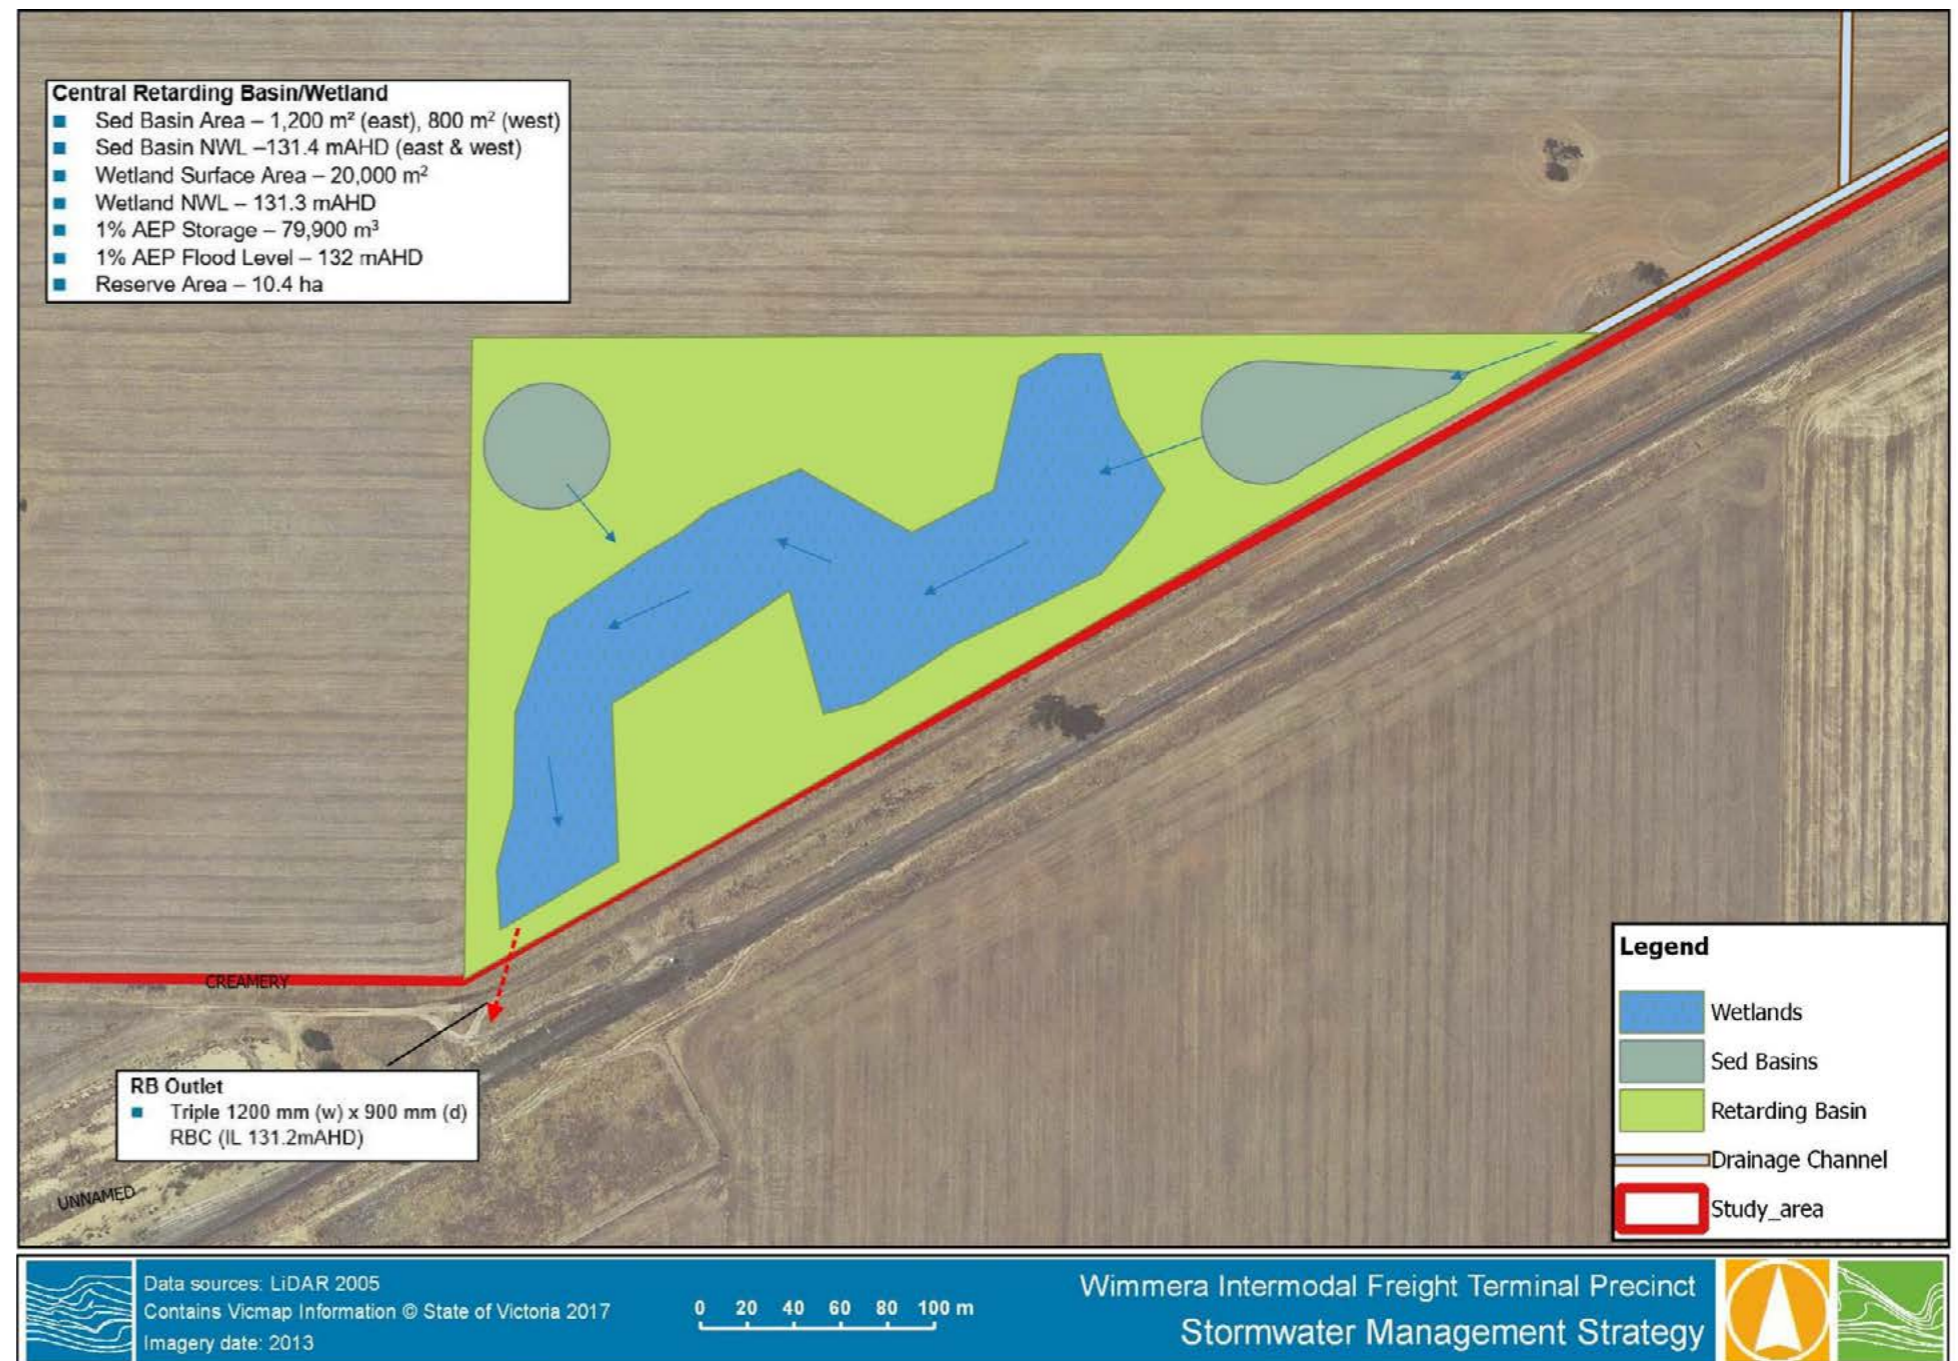 Central Retarding Basin/Wetland
■ Sed Basin Area – 1,200 m² (east), 800 m² (west)
■ Sed Basin NWL –131.4 mAHD (east & west)
■ Wetland Surface Area – 20,000 m²
■ Wetland NWL – 131.3 mAHD
■ 1% AEP Storage – 79,900 m³
■ 1% AEP Flood Level – 132 mAHD
■ Reserve Area – 10.4 ha
CREAMERY
RB Outlet
■ Triple 1200 mm (w) x 900 mm (d)
RBC (IL 131.2mAHD)
UNNAMED
Legend
Wetlands
Sed Basins
Retarding Basin
Drainage Channel
Study_area
Data sources: LiDAR 2005
Contains Vicmap Information © State of Victoria 2017
Imagery date: 2013
0 20 40 60 80 100 m
Wimmera Intermodal Freight Terminal Precinct
Stormwater Management Strategy